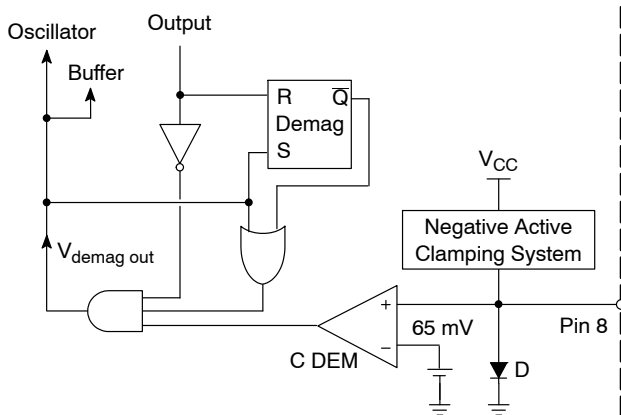 Oscillator
Output
Buffer
R
Q̅
Demag
S
VCC
Negative Active
Clamping System
Vdemag out
+
65 mV
Pin 8
−
C DEM
D